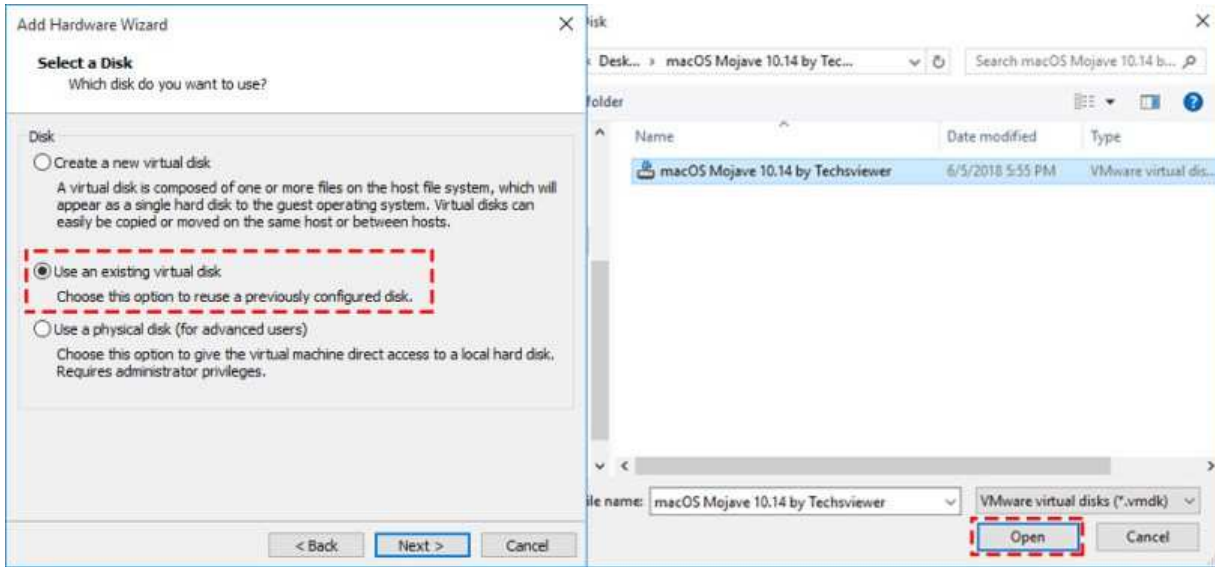 Add Hardware Wizard
Select a Disk
Which disk do you want to use?
Disk
Create a new virtual disk
A virtual disk is composed of one or more files on the host file system, which will
appear as a single hard disk to the guest operating system. Virtual disks can
easily be copied or moved on the same host or between hosts.
Use an existing virtual disk
Choose this option to reuse a previously configured disk.
Use a physical disk (for advanced users)
Choose this option to give the virtual machine direct access to a local hard disk.
Requires administrator privileges.
< Back Next > Cancel
Disk
Desk... › macOS Mojave 10.14 by Tec... Search macOS Mojave 10.14 b...
folder
Name Date modified Type
macOS Mojave 10.14 by Techsviewer 6/5/2018 5:55 PM VMware virtual dis...
ile name: macOS Mojave 10.14 by Techsviewer VMware virtual disks (*.vmdk)
Open Cancel